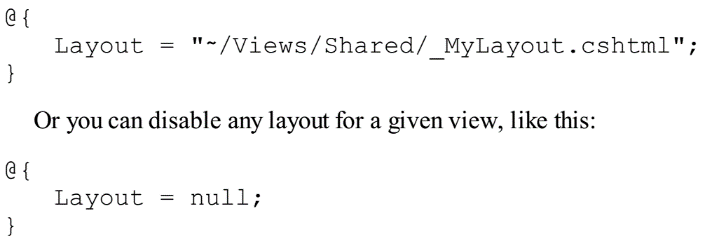 @{
    Layout = "~/Views/Shared/_MyLayout.cshtml";
}
Or you can disable any layout for a given view, like this:
@{
    Layout = null;
}